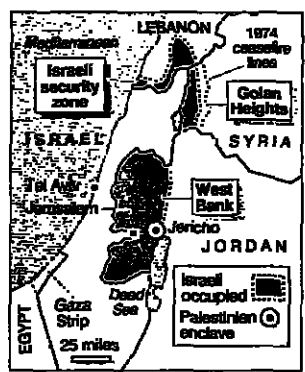 LEBANON
Mediterranean
1974
ceasefire
lines
Israeli
security
zone
Golan
Heights
ISRAEL
SYRIA
Tel Aviv
Jerusalem
West
Bank
Jericho
JORDAN
Dead
Sea
Gaza
Strip
EGYPT
25 miles
Israeli
occupied
Palestinian
enclave